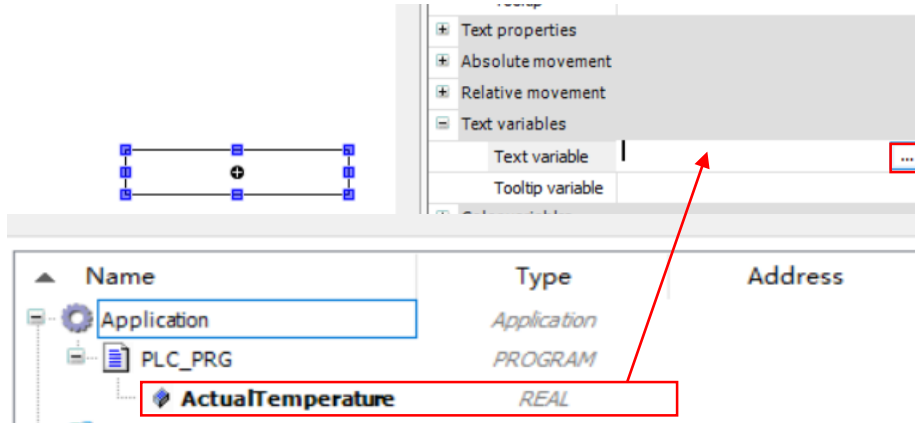 Text properties
Absolute movement
Relative movement
Text variables
Text variable ...
Tooltip variable
Name Type Address
Application Application
PLC_PRG PROGRAM
ActualTemperature REAL